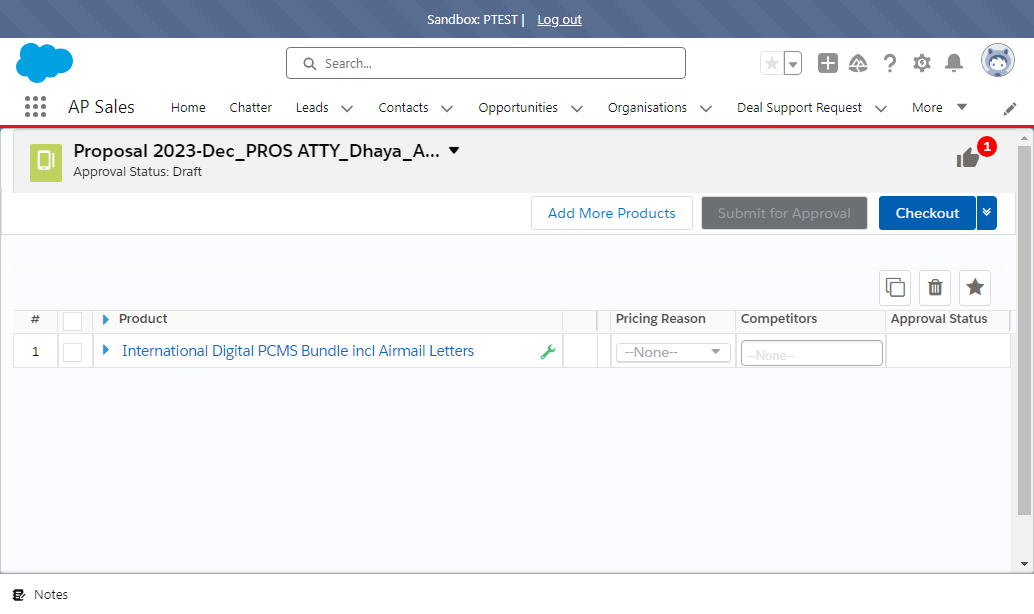 Sandbox: PTEST | Log out
Search...
AP Sales Home Chatter Leads Contacts Opportunities Organisations Deal Support Request More
Proposal 2023-Dec_PROS ATTY_Dhaya_A...
1
Approval Status: Draft
Add More Products Submit for Approval Checkout
# Product Pricing Reason Competitors Approval Status
1 International Digital PCMS Bundle incl Airmail Letters --None-- --None--
Notes